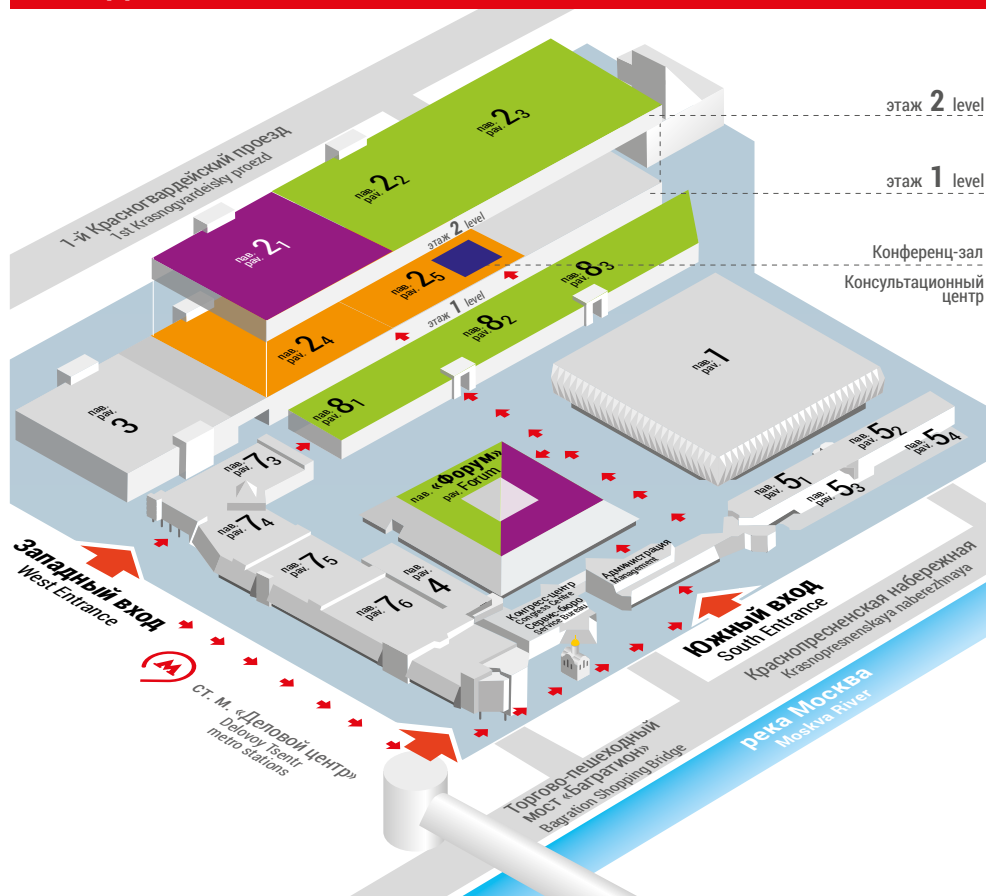 этаж 2 level
этаж 1 level
Конференц-зал
Консультационный
центр
1-й Красногвардейский проезд
1st Krasnogvardeisky proezd
пав.
pav. 2₃
пав.
pav. 2₂
пав.
pav. 2₁
этаж 2 level
пав.
pav. 2₅
этаж 1 level
пав.
pav. 2₄
пав.
pav. 8₃
пав.
pav. 8₂
пав.
pav. 8₁
пав.
pav. 1
пав.
pav. 3
пав.
pav. 7₃
пав.
pav. 7₄
пав.
pav. 7₅
пав.
pav. 7₆
пав.
pav. 4
пав. «Форум»
pav. Forum
пав.
pav. 5₂
пав.
pav. 5₄
пав.
pav. 5₁
пав.
pav. 5₃
Администрация
Management
Конгресс-центр
Congress Centre
Сервис-бюро
Service Bureau
Западный вход
West Entrance
Южный вход
South Entrance
ст. м. «Деловой центр»
Delovoy Tsentr
metro stations
Краснопресненская набережная
Krasnopresnenskaya naberezhnaya
река Москва
Moskva River
Торгово-пешеходный
мост «Багратион»
Bagration Shopping Bridge